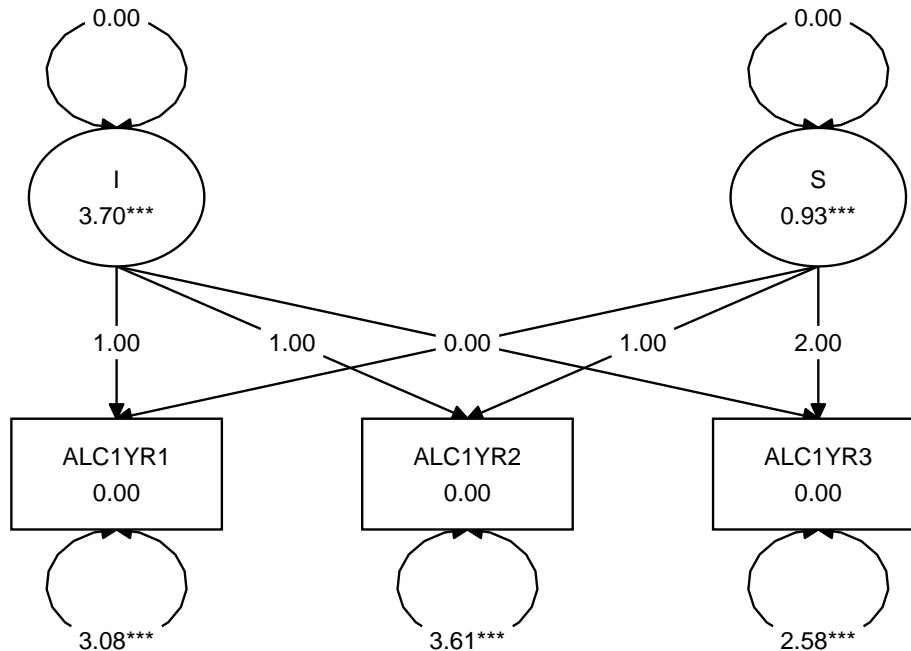 0.00 0.00
I S
3.70*** 0.93***
1.00 1.00 0.00 1.00 2.00
ALC1YR1 ALC1YR2 ALC1YR3
0.00 0.00 0.00
3.08*** 3.61*** 2.58***